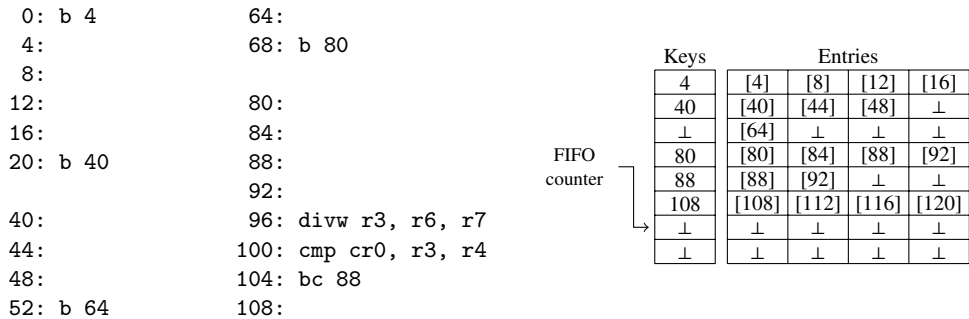 0: b 4
4:
8:
12:
16:
20: b 40
40:
44:
48:
52: b 64
64:
68: b 80
80:
84:
88:
92:
96: divw r3, r6, r7
100: cmp cr0, r3, r4
104: bc 88
108:
FIFO
counter
Keys Entries
4 [4] [8] [12] [16]
40 [40] [44] [48] ⊥
⊥ [64] ⊥ ⊥ ⊥
80 [80] [84] [88] [92]
88 [88] [92] ⊥ ⊥
108 [108] [112] [116] [120]
⊥ ⊥ ⊥ ⊥ ⊥
⊥ ⊥ ⊥ ⊥ ⊥